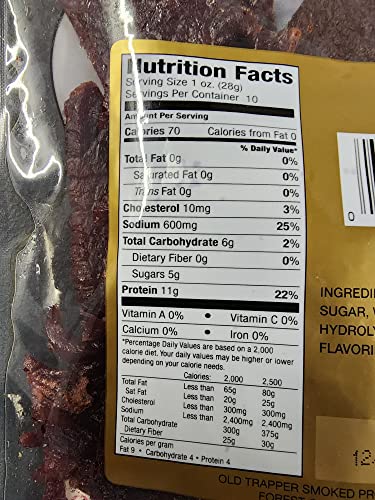 Nutrition Facts
Serving Size 1 oz. (28g)
Servings Per Container 10
Amount Per Serving
Calories 70 Calories from Fat 0
% Daily Value*
Total Fat 0g 0%
Saturated Fat 0g 0%
Trans Fat 0g
Cholesterol 10mg 3%
Sodium 600mg 25%
Total Carbohydrate 6g 2%
Dietary Fiber 0g 0%
Sugars 5g
Protein 11g 22%
Vitamin A 0% • Vitamin C 0%
Calcium 0% • Iron 0%
*Percentage Daily Values are based on a 2,000
calorie diet. Your daily values may be higher or lower
depending on your calorie needs.
Calories: 2,000 2,500
Total Fat Less than 65g 80g
Sat Fat Less than 20g 25g
Cholesterol Less than 300mg 300mg
Sodium Less than 2,400mg 2,400mg
Total Carbohydrate 300g 375g
Dietary Fiber 25g 30g
Calories per gram
Fat 9 • Carbohydrate 4 • Protein 4
0
INGREDI
SUGAR,
HYDROLY
FLAVORI
12
OLD TRAPPER SMOKED PR
FOREST